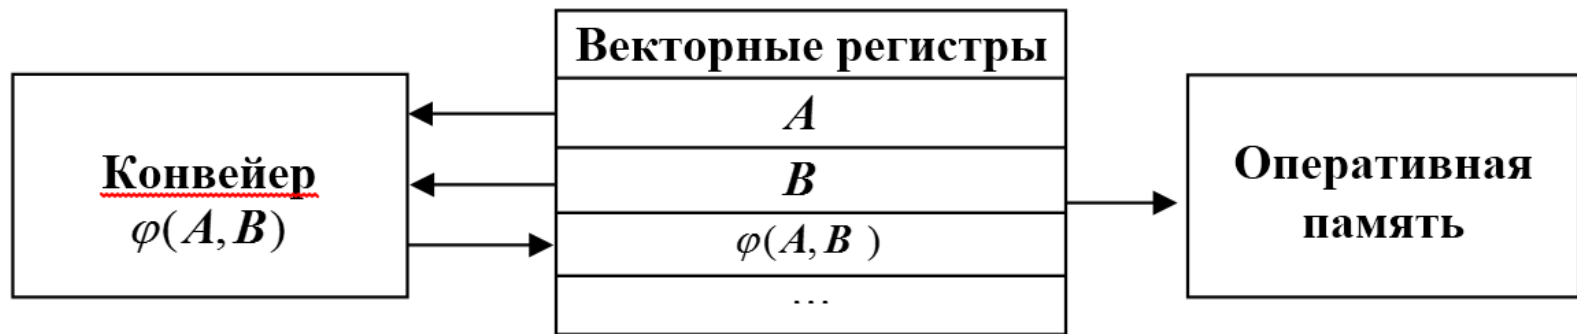 Векторные регистры
A
B
φ(A, B)
...
Конвейер
φ(A, B)
Оперативная
память